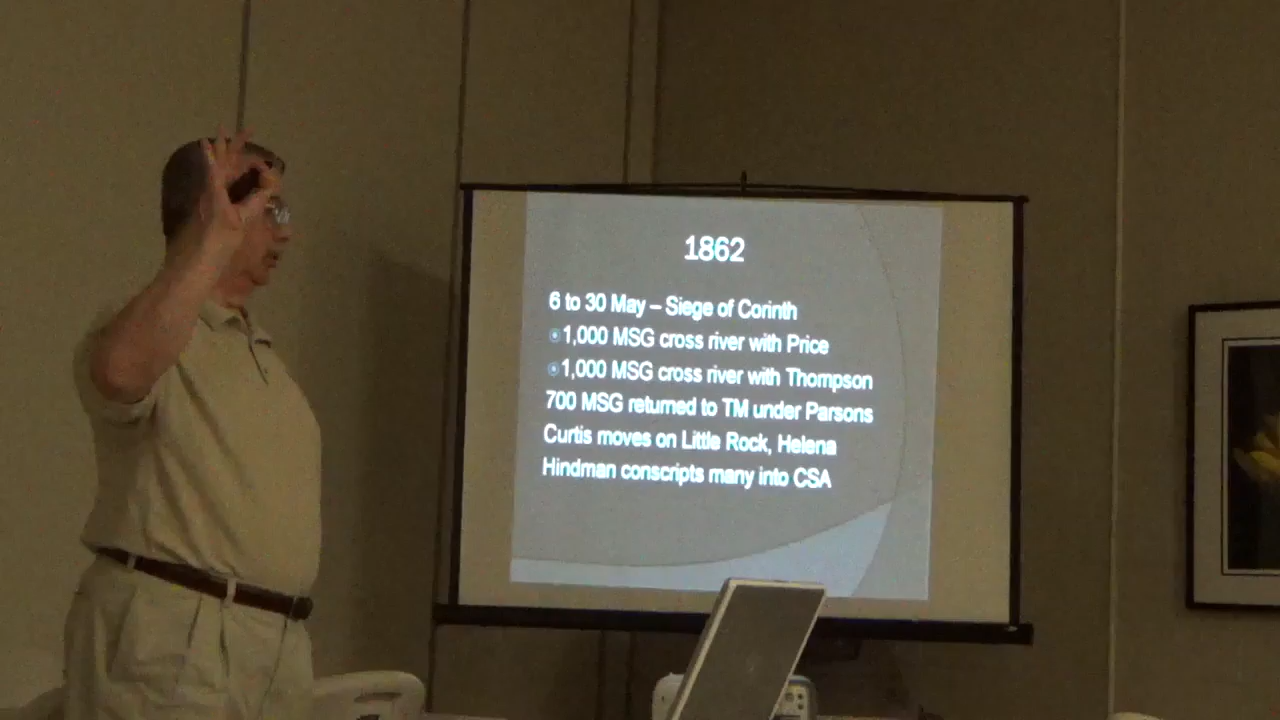 1862
6 to 30 May – Siege of Corinth
1,000 MSG cross river with Price
1,000 MSG cross river with Thompson
700 MSG returned to TM under Parsons
Curtis moves on Little Rock, Helena
Hindman conscripts many into CSA